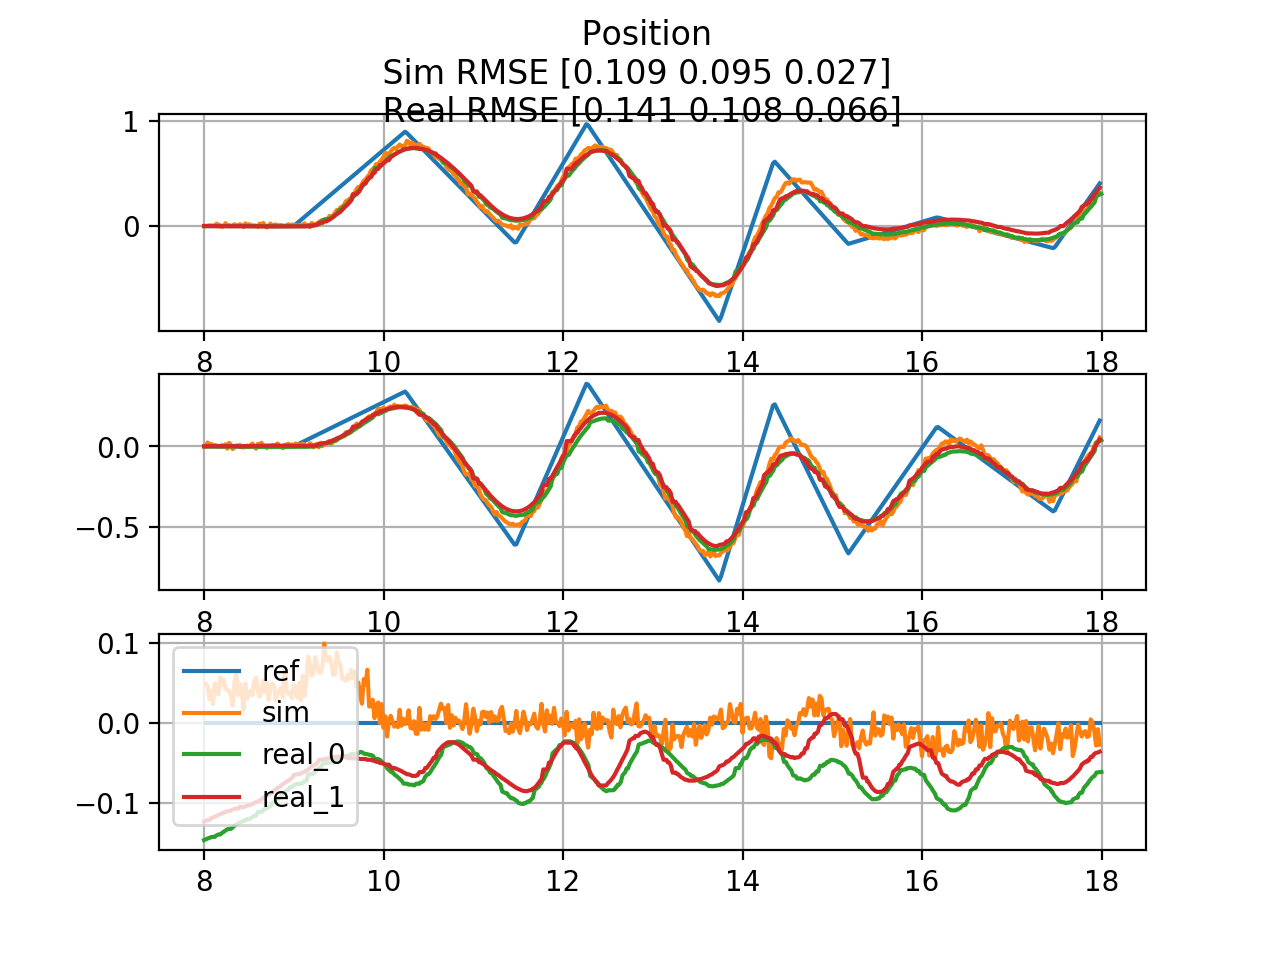 Position
Sim RMSE [0.109 0.095 0.027]
Real RMSE [0.141 0.108 0.066]
1
0
8 10 12 14 16 18
0.0
−0.5
8 10 12 14 16 18
0.1
0.0
−0.1
ref
sim
real_0
real_1
8 10 12 14 16 18